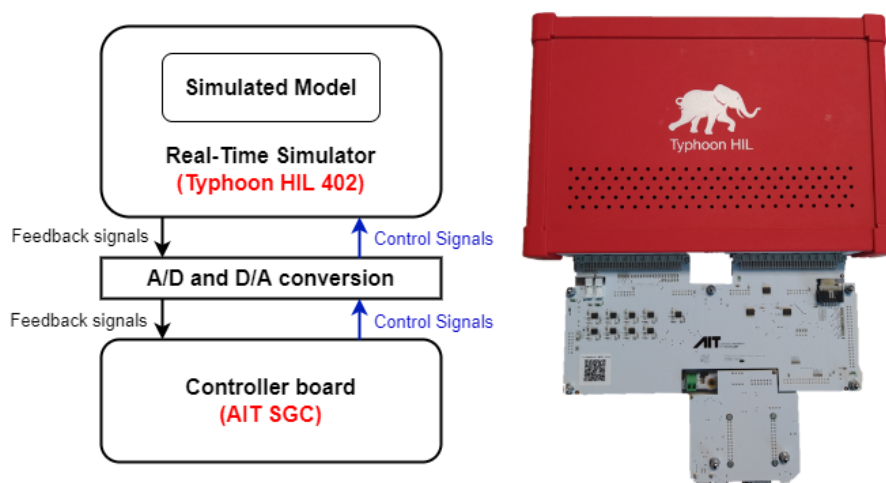 Simulated Model
Real-Time Simulator
(Typhoon HIL 402)
Feedback signals
Control Signals
A/D and D/A conversion
Feedback signals
Control Signals
Controller board
(AIT SGC)
Typhoon HIL
AIT